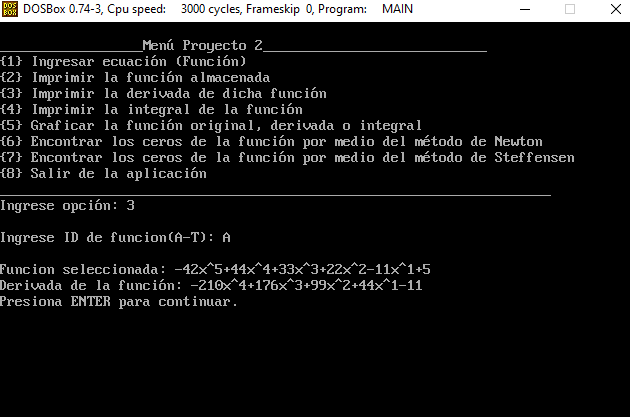 DOSBox 0.74-3, Cpu speed: 3000 cycles, Frameskip 0, Program: MAIN
________________Menú Proyecto 2_________________________
{1} Ingresar ecuación (Función)
{2} Imprimir la función almacenada
{3} Imprimir la derivada de dicha función
{4} Imprimir la integral de la función
{5} Graficar la función original, derivada o integral
{6} Encontrar los ceros de la función por medio del método de Newton
{7} Encontrar los ceros de la función por medio del método de Steffensen
{8} Salir de la aplicación
Ingrese opción: 3
Ingrese ID de funcion(A-T): A
Funcion seleccionada: -42x^5+44x^4+33x^3+22x^2-11x^1+5
Derivada de la función: -210x^4+176x^3+99x^2+44x^1-11
Presiona ENTER para continuar.